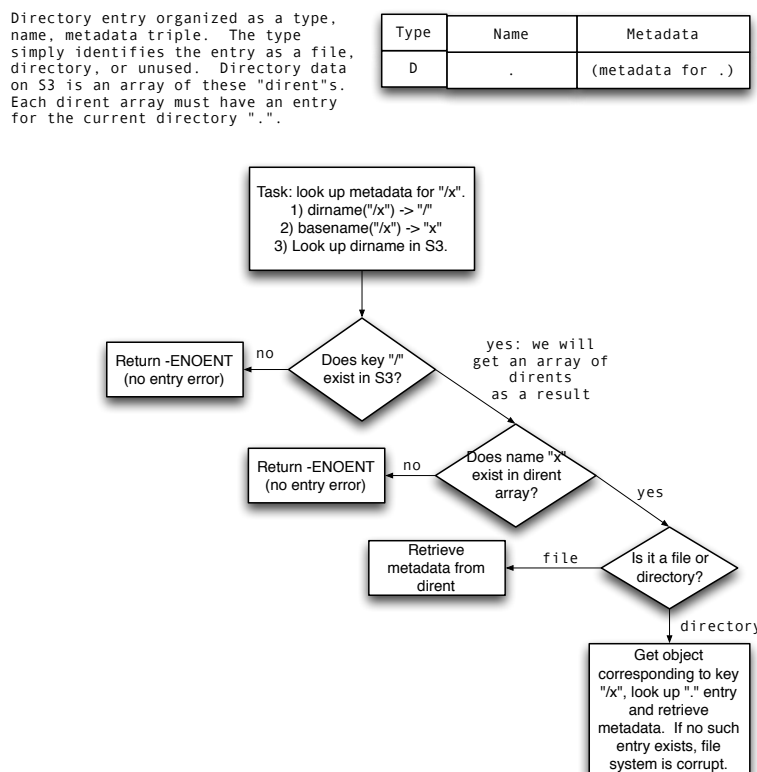 Directory entry organized as a type,
name, metadata triple.  The type
simply identifies the entry as a file,
directory, or unused.  Directory data
on S3 is an array of these "dirent"s.
Each dirent array must have an entry
for the current directory ".".
Type Name Metadata
D . (metadata for .)
Task: look up metadata for "/x".
1) dirname("/x") -> "/"
2) basename("/x") -> "x"
3) Look up dirname in S3.
Does key "/"
exist in S3?
no
Return -ENOENT
(no entry error)
yes: we will
get an array of
dirents
as a result
Does name "x"
exist in dirent
array?
no
Return -ENOENT
(no entry error)
yes
Is it a file or
directory?
file
Retrieve
metadata from
dirent
directory
Get object
corresponding to key
"/x", look up "." entry
and retrieve
metadata.  If no such
entry exists, file
system is corrupt.